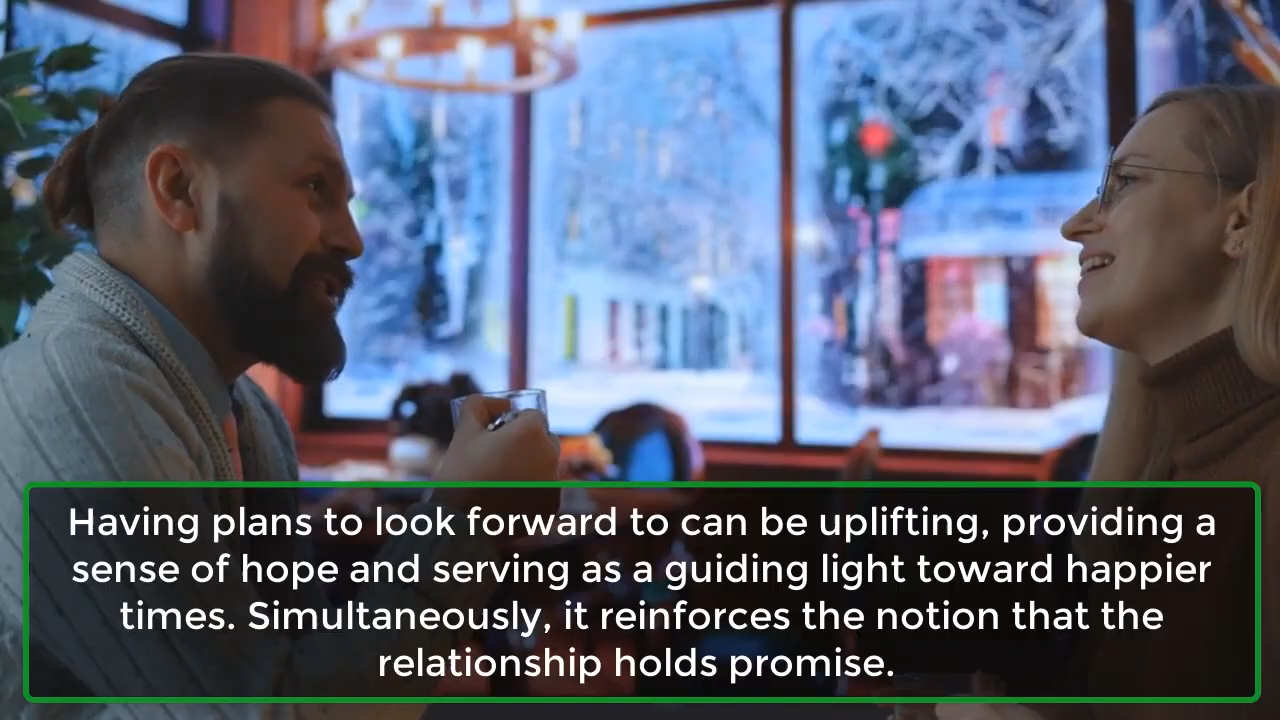 Having plans to look forward to can be uplifting, providing a
sense of hope and serving as a guiding light toward happier
times. Simultaneously, it reinforces the notion that the
relationship holds promise.